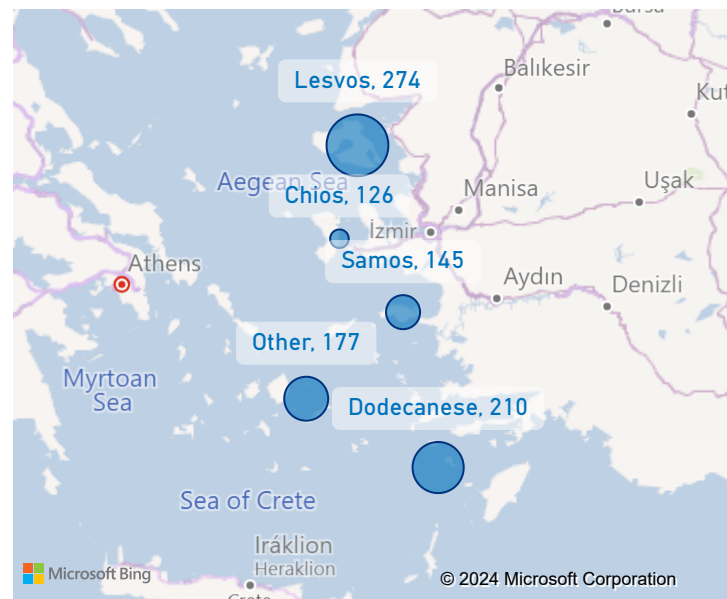 Bursa
Lesvos, 274
Balıkesir
Kut
Aegean Sea
Chios, 126
Manisa
Uşak
İzmir
Samos, 145
Athens
Aydın
Denizli
Other, 177
Myrtoan
Sea
Dodecanese, 210
Sea of Crete
Iráklion
Heraklion
Microsoft Bing
© 2024 Microsoft Corporation
Crete